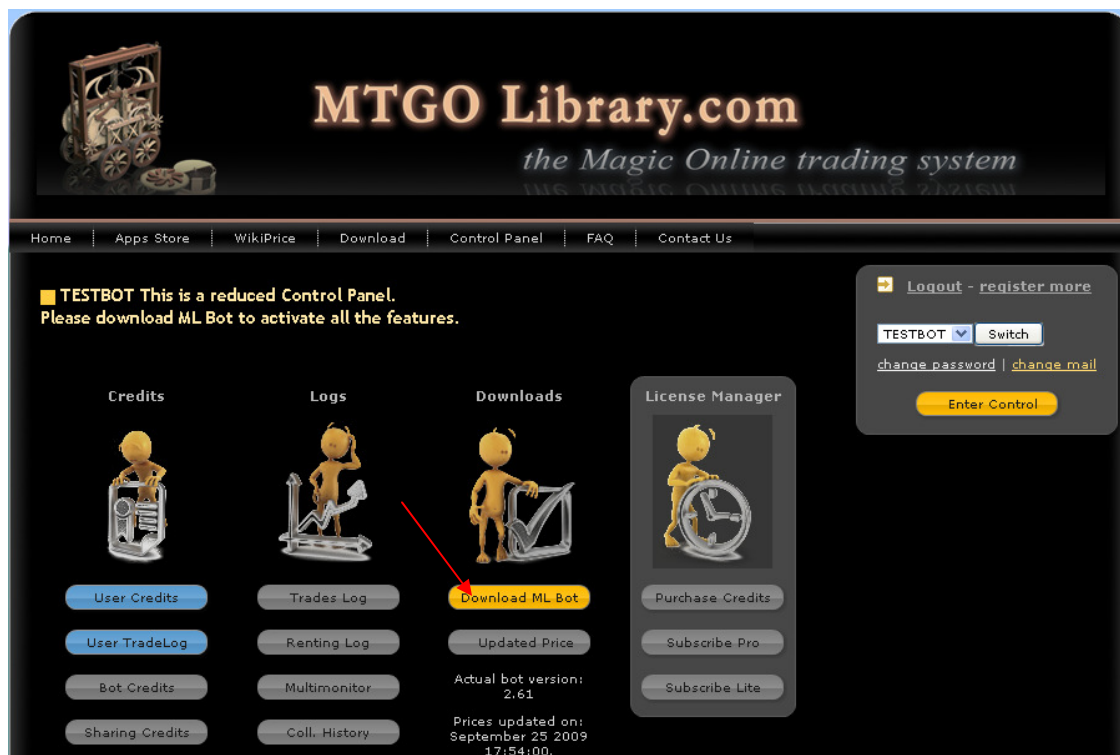 MTGO Library.com
the Magic Online trading system
Home Apps Store WikiPrice Download Control Panel FAQ Contact Us
TESTBOT This is a reduced Control Panel.
Please download ML Bot to activate all the features.
Logout - register more
TESTBOT Switch
change password | change mail
Enter Control
Credits
User Credits
User TradeLog
Bot Credits
Sharing Credits
Logs
Trades Log
Renting Log
Multimonitor
Coll. History
Downloads
Download ML Bot
Updated Price
Actual bot version:
2.61
Prices updated on:
September 25 2009
17:54:00.
License Manager
Purchase Credits
Subscribe Pro
Subscribe Lite